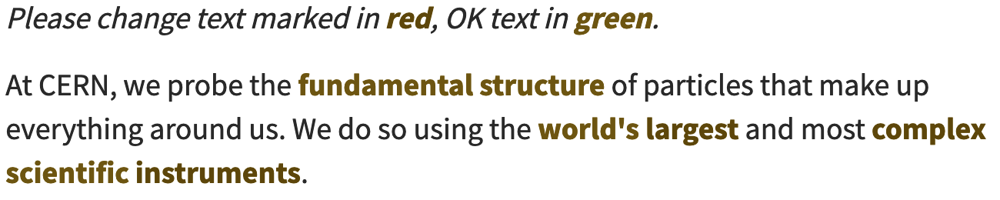 Please change text marked in red, OK text in green.
At CERN, we probe the fundamental structure of particles that make up
everything around us. We do so using the world's largest and most complex
scientific instruments.